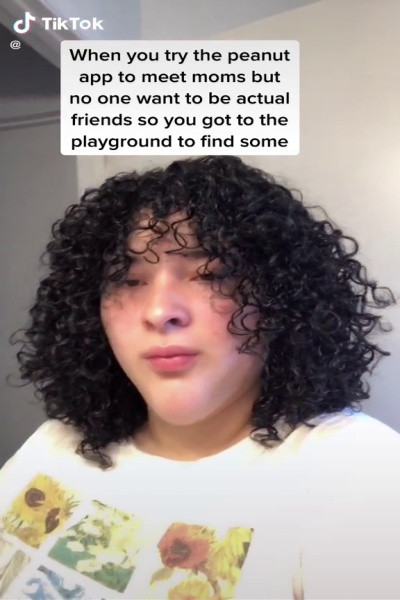 TikTok
@
When you try the peanut
app to meet moms but
no one want to be actual
friends so you got to the
playground to find some